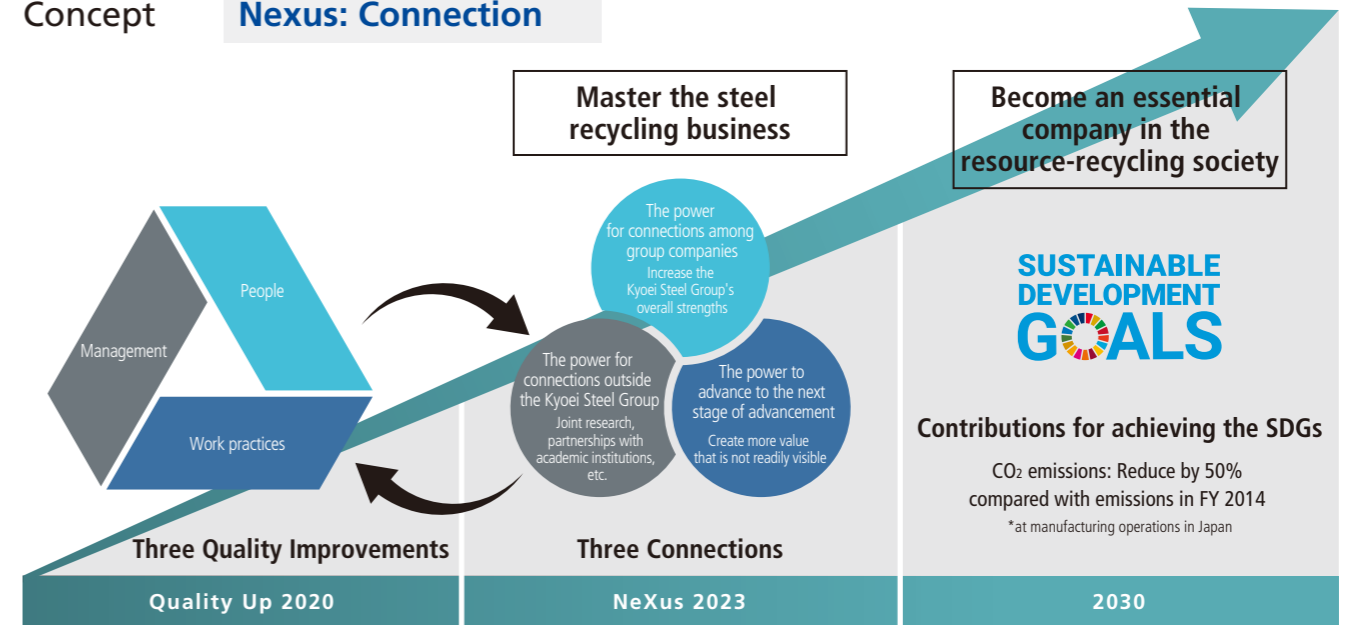 Concept
Nexus: Connection
Master the steel
recycling business
Become an essential
company in the
resource-recycling society
People
Management
Work practices
The power
for connections among
group companies
Increase the
Kyoei Steel Group's
overall strengths
The power for
connections outside
the Kyoei Steel Group
Joint research,
partnerships with
academic institutions,
etc.
The power to
advance to the next
stage of advancement
Create more value
that is not readily visible
SUSTAINABLE
DEVELOPMENT
GOALS
Contributions for achieving the SDGs
CO₂ emissions: Reduce by 50%
compared with emissions in FY 2014
*at manufacturing operations in Japan
Three Quality Improvements
Three Connections
Quality Up 2020
NeXus 2023
2030